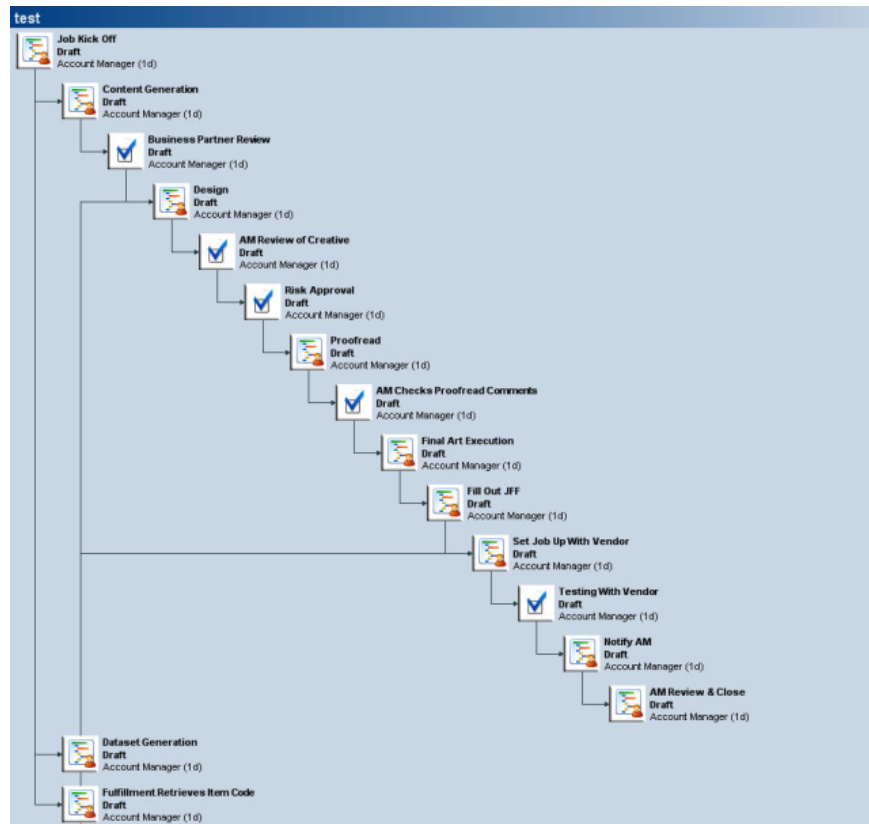 test
Job Kick Off
Draft
Account Manager (1d)
Content Generation
Draft
Account Manager (1d)
Business Partner Review
Draft
Account Manager (1d)
Design
Draft
Account Manager (1d)
AM Review of Creative
Draft
Account Manager (1d)
Risk Approval
Draft
Account Manager (1d)
Proofread
Draft
Account Manager (1d)
AM Checks Proofread Comments
Draft
Account Manager (1d)
Final Art Execution
Draft
Account Manager (1d)
Fill Out JFF
Draft
Account Manager (1d)
Set Job Up With Vendor
Draft
Account Manager (1d)
Testing With Vendor
Draft
Account Manager (1d)
Notify AM
Draft
Account Manager (1d)
AM Review & Close
Draft
Account Manager (1d)
Dataset Generation
Draft
Account Manager (1d)
Fulfillment Retrieves Item Code
Draft
Account Manager (1d)